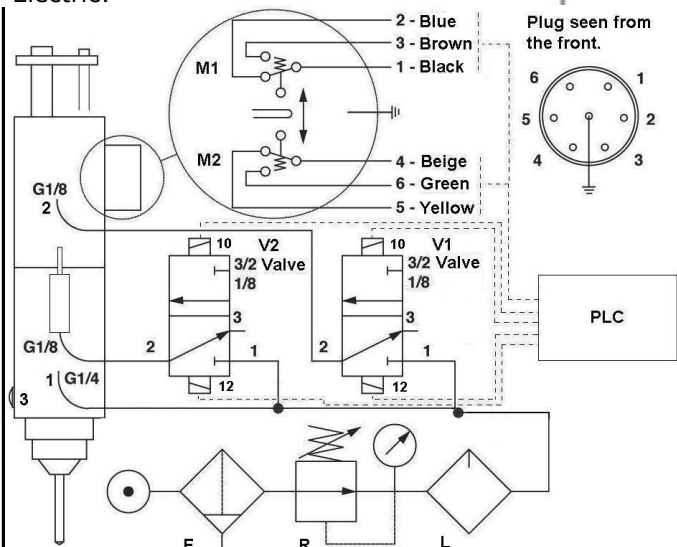 Electric.
2 - Blue
3 - Brown
1 - Black
M1
M2
4 - Beige
6 - Green
5 - Yellow
Plug seen from
the front.
6
1
5
2
4
3
G1/8
2
10
V2
3/2 Valve
1/8
3
2
1
12
10
V1
3/2 Valve
1/8
3
2
1
12
PLC
G1/8
1
G1/4
3
F
R
L